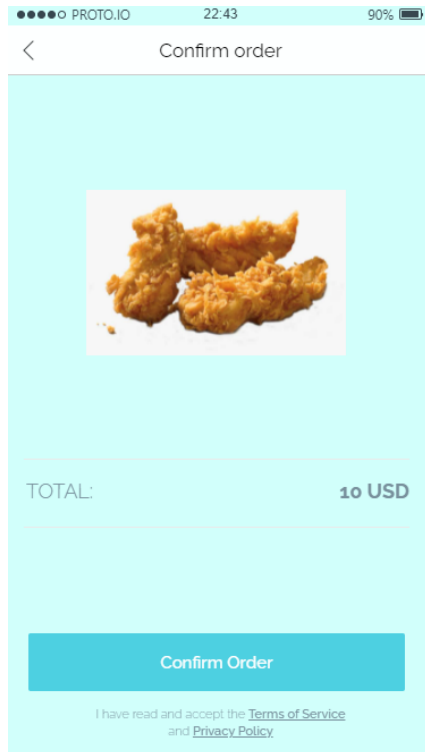 PROTO.IO 22:43 90%
Confirm order
TOTAL: 10 USD
Confirm Order
I have read and accept the Terms of Service
and Privacy Policy